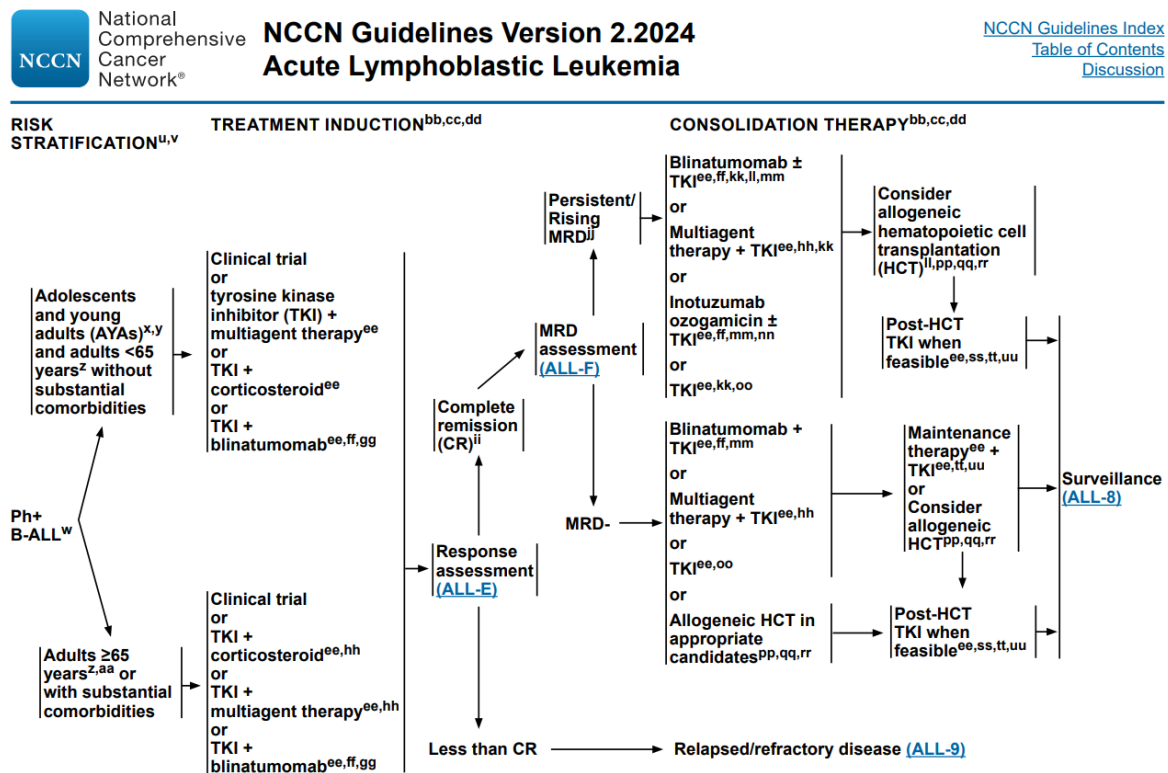 National
Comprehensive
Cancer
Network®
NCCN
NCCN Guidelines Version 2.2024
Acute Lymphoblastic Leukemia
NCCN Guidelines Index
Table of Contents
Discussion
RISK
STRATIFICATIONu,v
TREATMENT INDUCTIONbb,cc,dd
CONSOLIDATION THERAPYbb,cc,dd
Ph+
B-ALLw
Adolescents
and young
adults (AYAs)x,y
and adults <65
yearsz without
substantial
comorbidities
Clinical trial
or
tyrosine kinase
inhibitor (TKI) +
multiagent therapyee
or
TKI +
corticosteroidee
or
TKI +
blinatumomabee,ff,gg
Adults ≥65
yearsz,aa or
with substantial
comorbidities
Clinical trial
or
TKI +
corticosteroidee,hh
or
TKI +
multiagent therapyee,hh
or
TKI +
blinatumomabee,ff,gg
Response
assessment
(ALL-E)
Complete
remission
(CR)ii
MRD
assessment
(ALL-F)
Persistent/
Rising
MRDjj
Blinatumomab ±
TKIee,ff,kk,ll,mm
or
Multiagent
therapy + TKIee,hh,kk
or
Inotuzumab
ozogamicin ±
TKIee,ff,mm,nn
or
TKIee,kk,oo
Consider
allogeneic
hematopoietic cell
transplantation
(HCT)ll,pp,qq,rr
Post-HCT
TKI when
feasibleee,ss,tt,uu
MRD-
Blinatumomab +
TKIee,ff,mm
or
Multiagent
therapy + TKIee,hh
or
TKIee,oo
or
Allogeneic HCT in
appropriate
candidatespp,qq,rr
Maintenance
therapyee +
TKIee,tt,uu
or
Consider
allogeneic
HCTpp,qq,rr
Post-HCT
TKI when
feasibleee,ss,tt,uu
Surveillance
(ALL-8)
Less than CR
Relapsed/refractory disease (ALL-9)